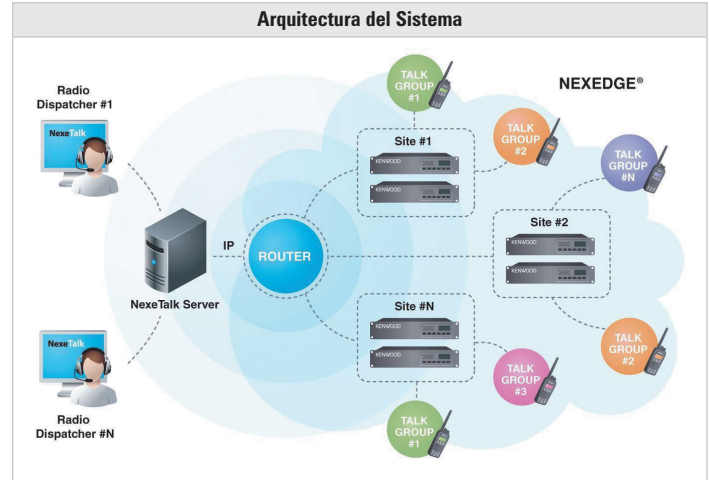 Arquitectura del Sistema
Radio
Dispatcher #1
NexeTalk
NexeTalk Server
NexeTalk
Radio
Dispatcher #N
IP
ROUTER
NEXEDGE®
TALK
GROUP
#1
Site #1
KENWOOD
KENWOOD
TALK
GROUP
#2
TALK
GROUP
#N
Site #2
KENWOOD
KENWOOD
TALK
GROUP
#2
Site #N
KENWOOD
KENWOOD
TALK
GROUP
#3
TALK
GROUP
#1